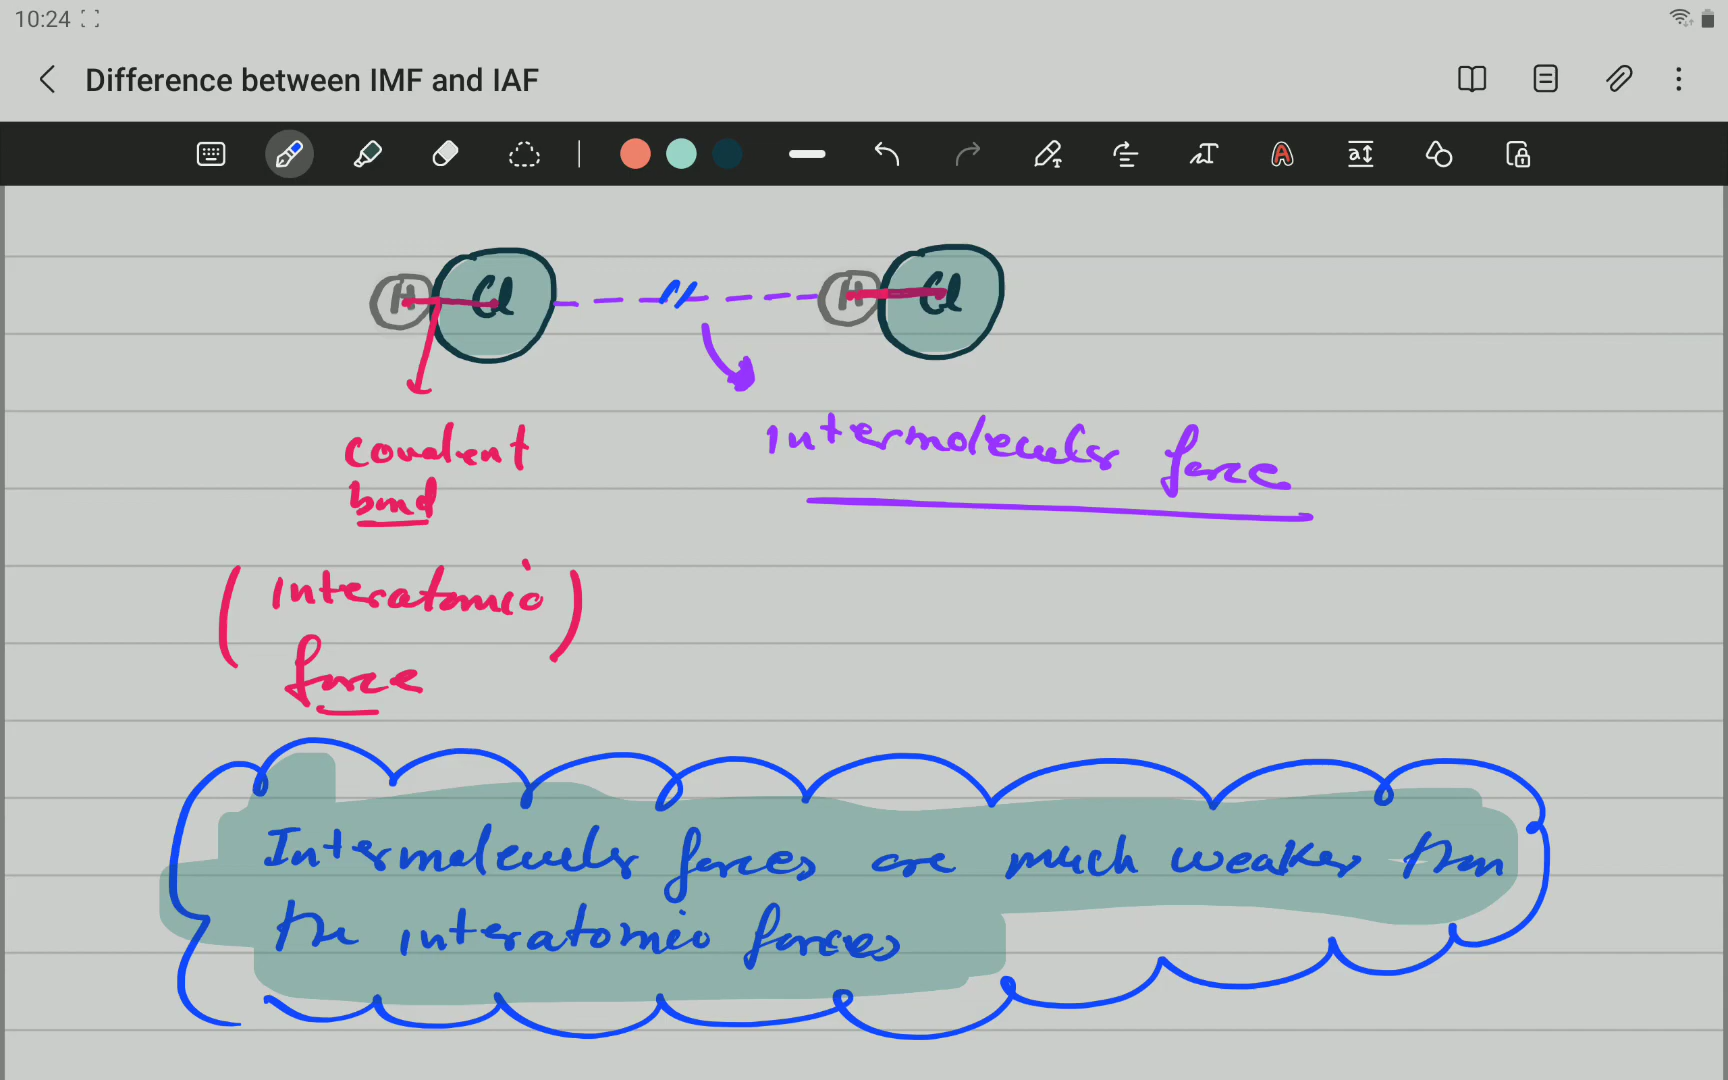 10:24
Difference between IMF and IAF
H Cl H Cl
covalent
bond
intermolecular force
(interatomic
force)
Intermolecular forces are much weaker than
the interatomic forces